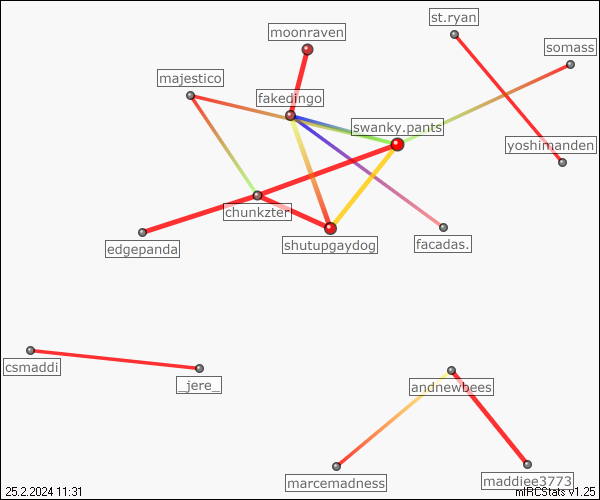 st.ryan
moonraven
somass
majestico
fakedingo
swanky.pants
yoshimanden
chunkzter
edgepanda
shutupgaydog
facadas.
csmaddi
_jere_
andnewbees
marcemadness
maddiee3773
25.2.2024 11:31
mIRCStats v1.25